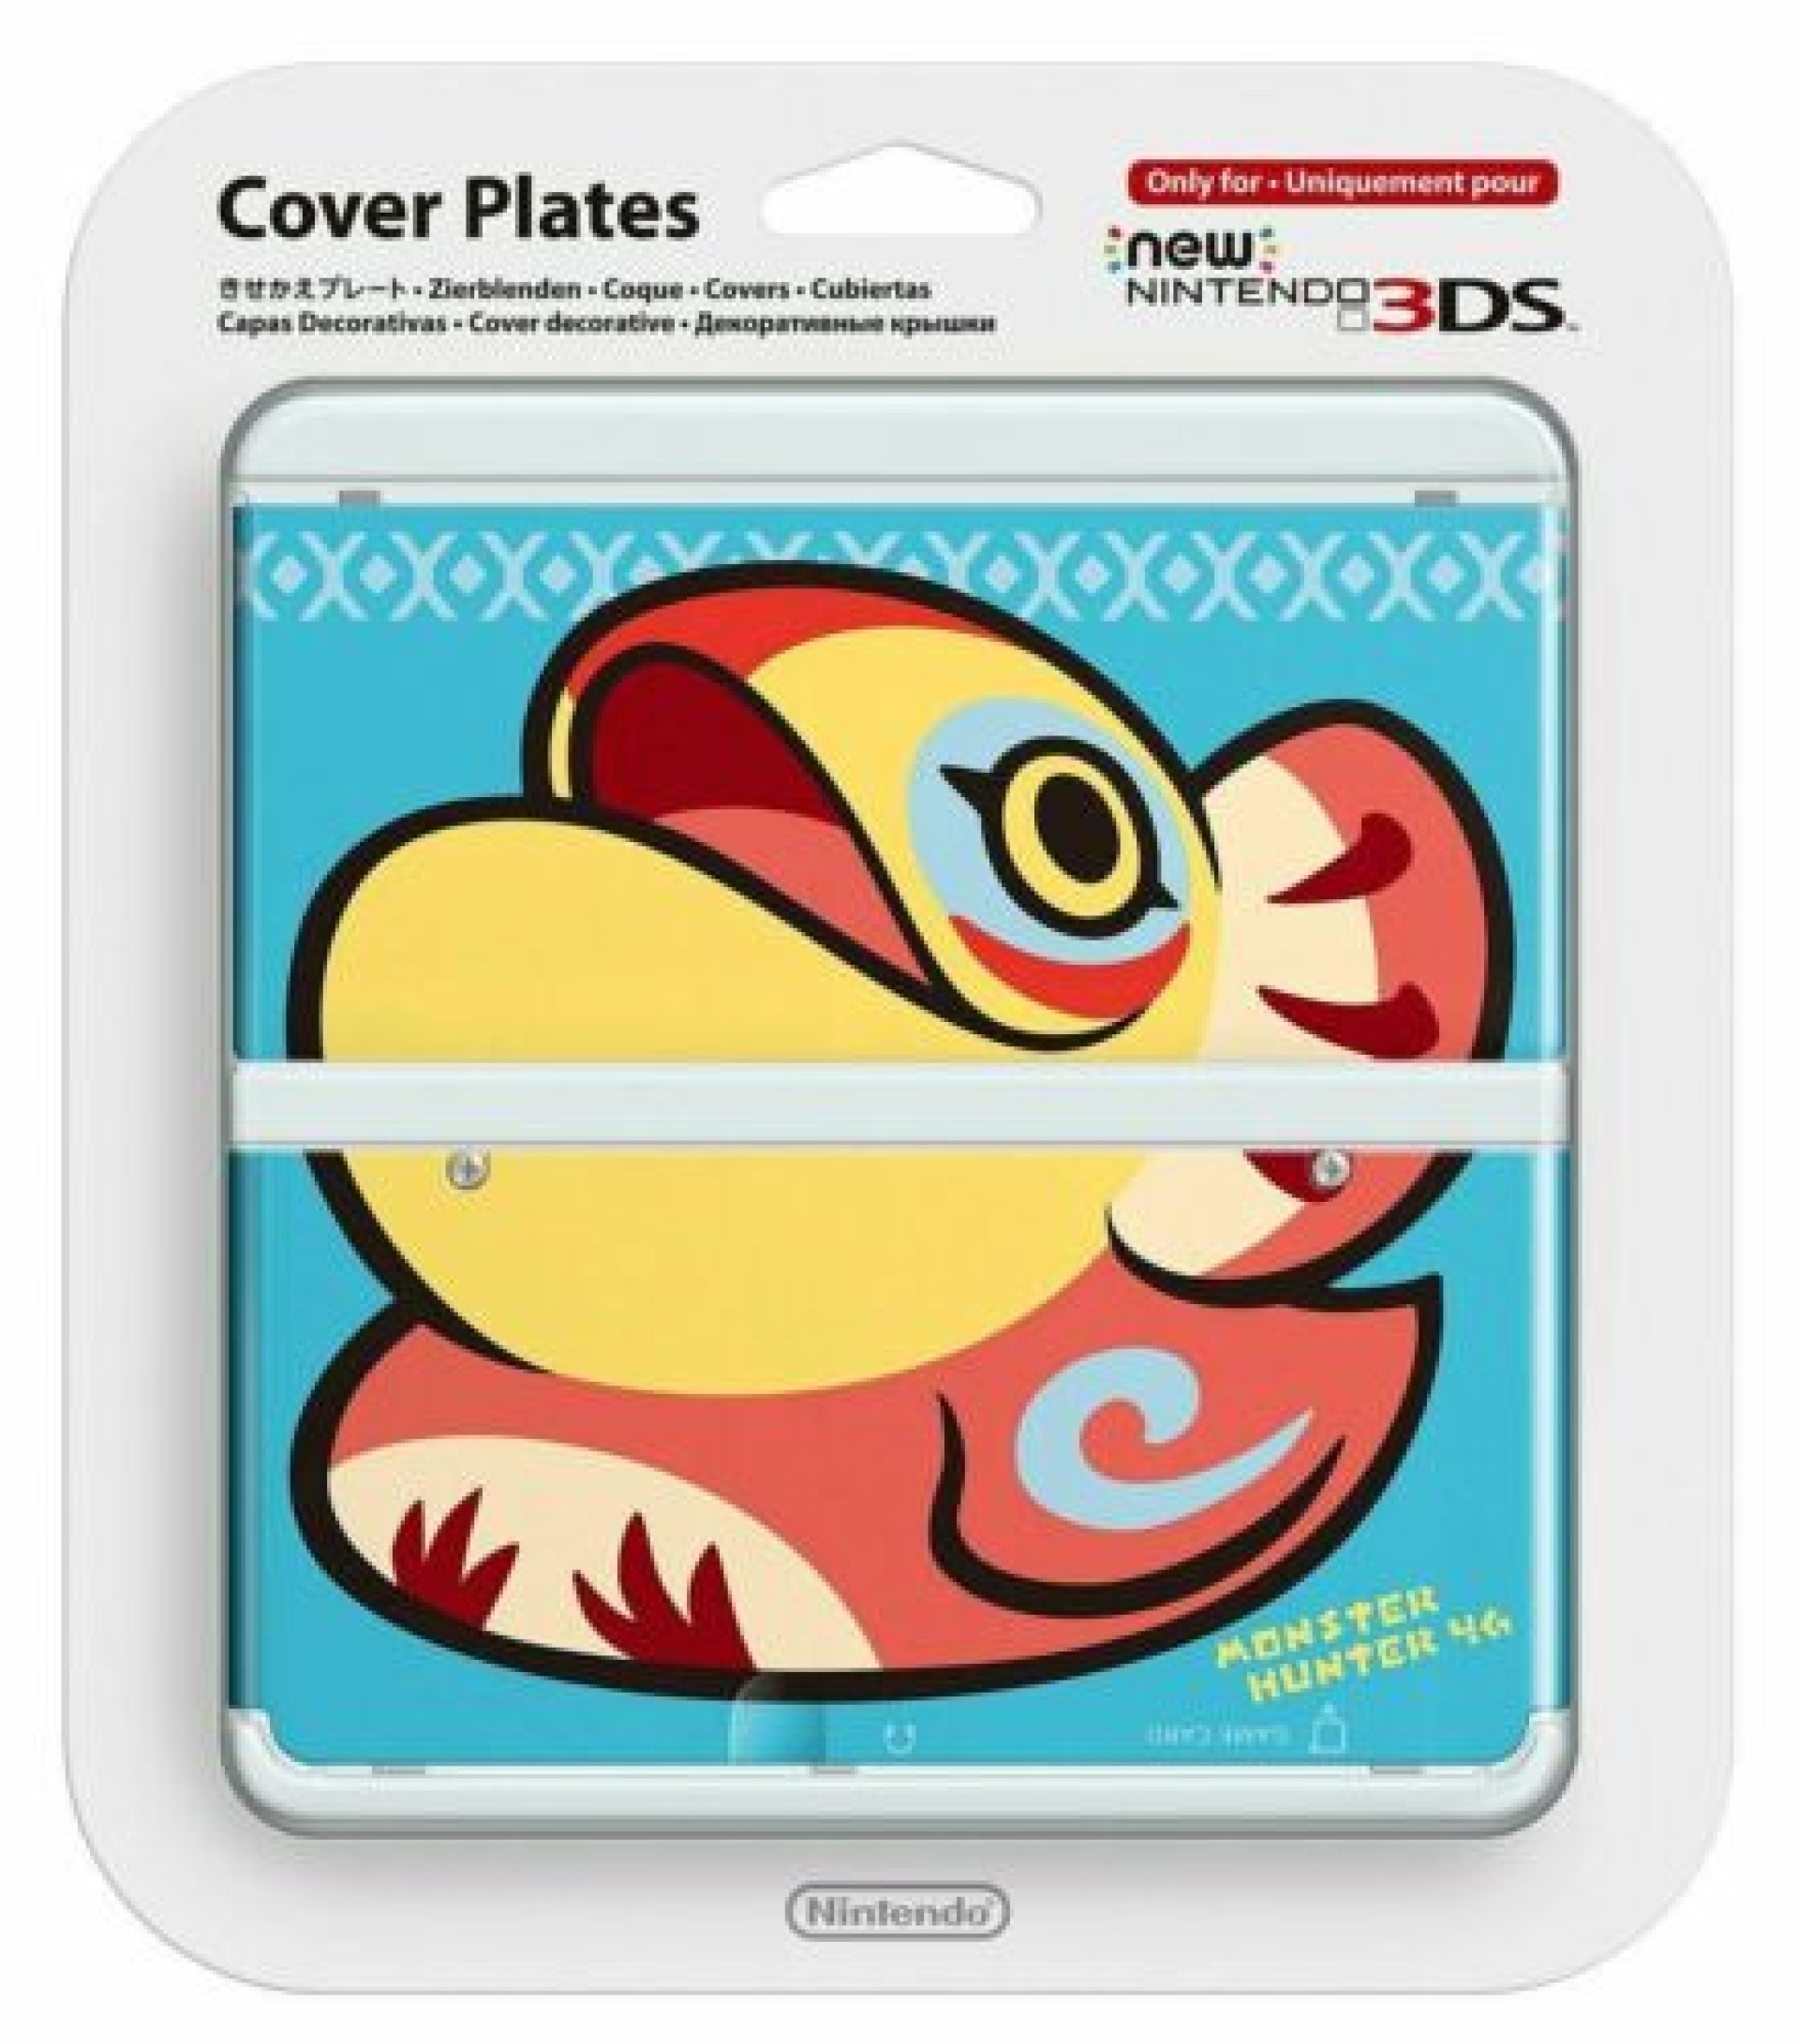 Cover Plates
Only for • Uniquement pour
new
NINTENDO 3DS™
きせかえプレート • Zierblenden • Coque • Covers • Cubiertas
Capas Decorativas • Cover decorative • Декоративные крышки
MONSTER
HUNTER 4G
GAME CARD
Nintendo®